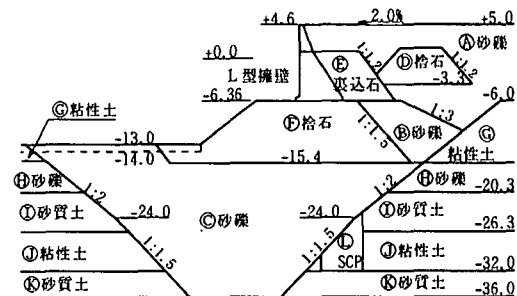 +4.6
2.0%
+5.0
Ⓐ砂礫
+0.0
L型擁壁
Ⓔ
裏込石
1:1.2
Ⓓ捨石
1:1.2
-3.3
-6.36
-6.0
Ⓖ粘性土
Ⓕ捨石
1:1.5
Ⓑ砂礫
1:3
Ⓖ
粘性土
-13.0
-14.0
-15.4
Ⓗ砂礫
1:2
1:2
Ⓗ砂礫
-20.3
Ⓘ砂質土
-24.0
Ⓒ砂礫
-24.0
Ⓘ砂質土
-26.3
Ⓙ粘性土
1:1.5
1:1.5
Ⓛ
SCP
Ⓙ粘性土
-32.0
Ⓚ砂質土
Ⓚ砂質土
-36.0